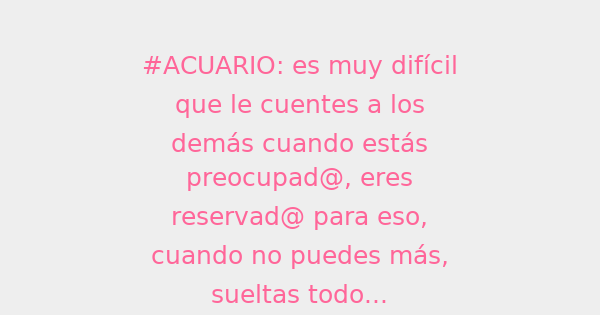 #ACUARIO: es muy difícil
que le cuentes a los
demás cuando estás
preocupad@, eres
reservad@ para eso,
cuando no puedes más,
sueltas todo...